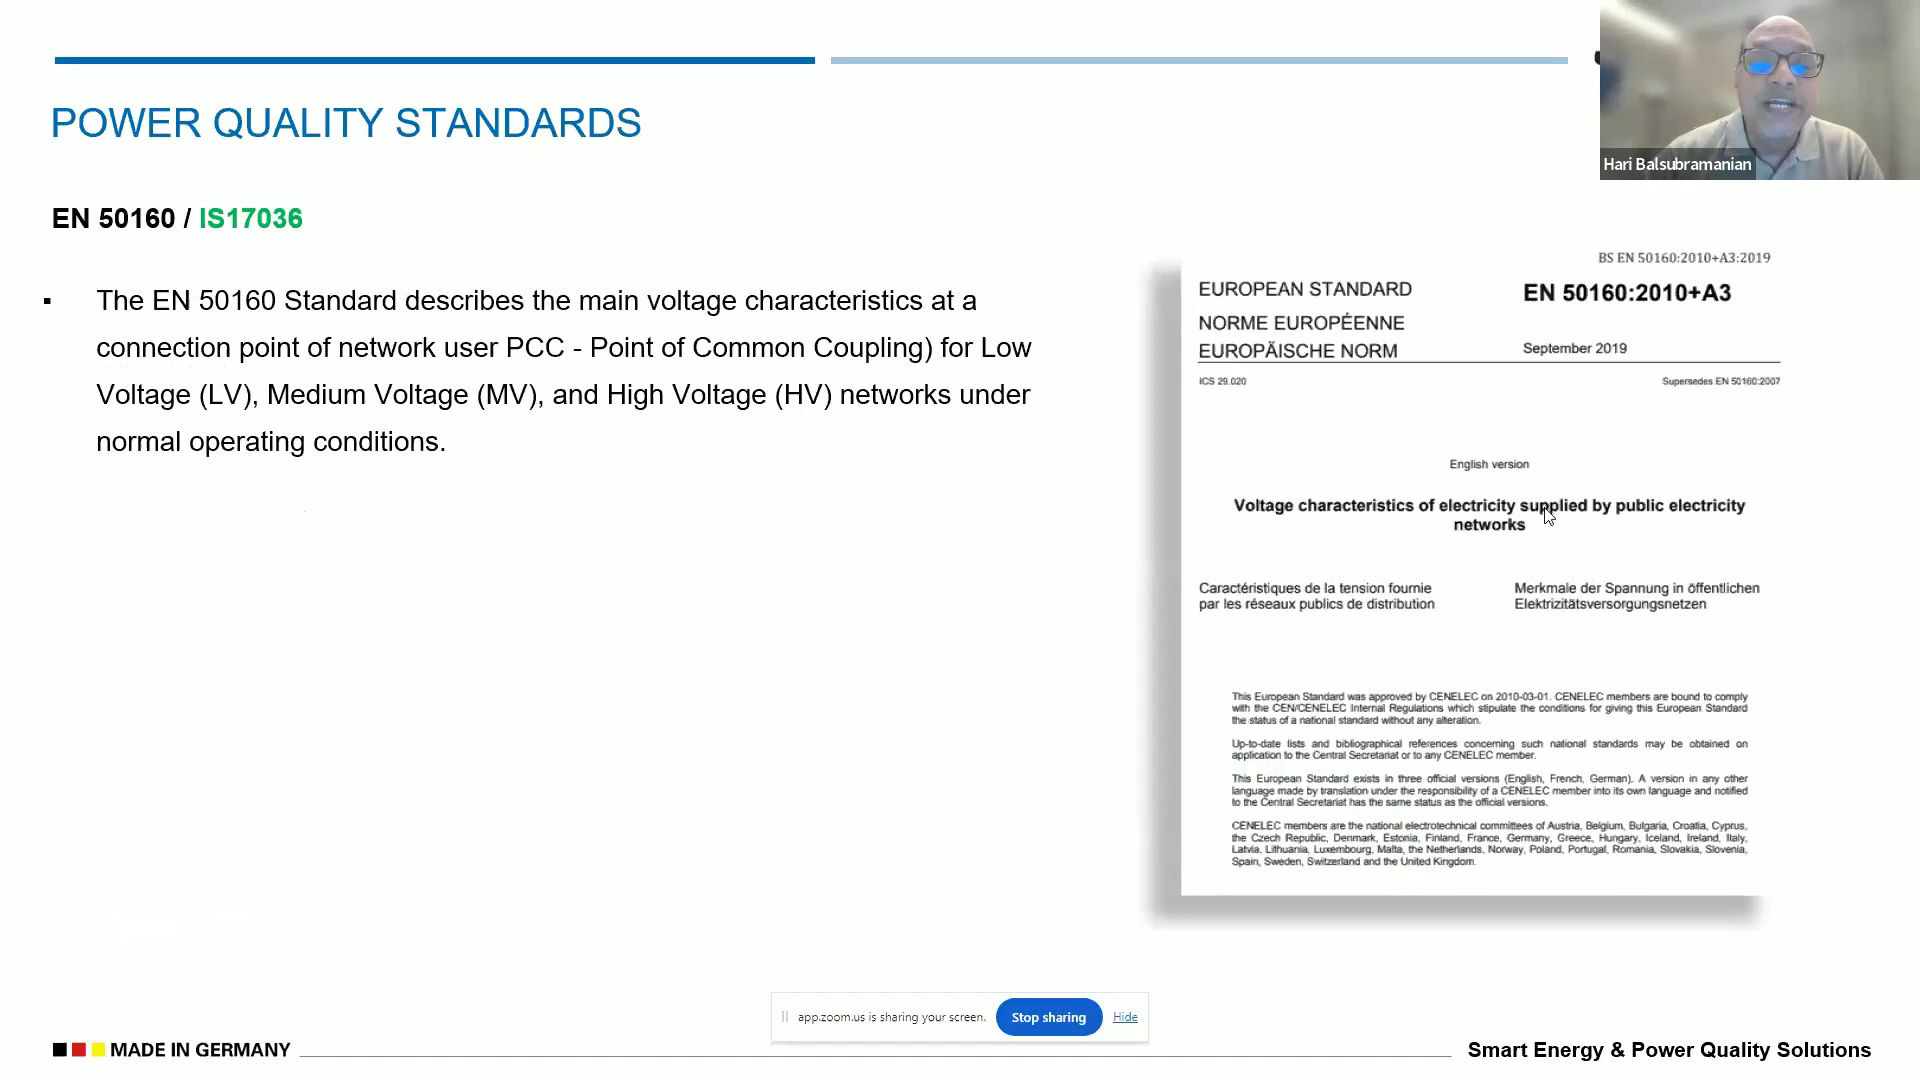 POWER QUALITY STANDARDS
Hari Balsubramanian
EN 50160 / IS17036
▪ The EN 50160 Standard describes the main voltage characteristics at a
connection point of network user PCC - Point of Common Coupling) for Low
Voltage (LV), Medium Voltage (MV), and High Voltage (HV) networks under
normal operating conditions.
BS EN 50160:2010+A3:2019
EUROPEAN STANDARD
EN 50160:2010+A3
NORME EUROPÉENNE
EUROPÄISCHE NORM
September 2019
ICS 29.020
Supersedes EN 50160:2007
English version
Voltage characteristics of electricity supplied by public electricity
networks
Caractéristiques de la tension fournie
par les réseaux publics de distribution
Merkmale der Spannung in öffentlichen
Elektrizitätsversorgungsnetzen
This European Standard was approved by CENELEC on 2010-03-01. CENELEC members are bound to comply
with the CEN/CENELEC Internal Regulations which stipulate the conditions for giving this European Standard
the status of a national standard without any alteration.
Up-to-date lists and bibliographical references concerning such national standards may be obtained on
application to the Central Secretariat or to any CENELEC member.
This European Standard exists in three official versions (English, French, German). A version in any other
language made by translation under the responsibility of a CENELEC member into its own language and notified
to the Central Secretariat has the same status as the official versions.
CENELEC members are the national electrotechnical committees of Austria, Belgium, Bulgaria, Croatia, Cyprus,
the Czech Republic, Denmark, Estonia, Finland, France, Germany, Greece, Hungary, Iceland, Ireland, Italy,
Latvia, Lithuania, Luxembourg, Malta, the Netherlands, Norway, Poland, Portugal, Romania, Slovakia, Slovenia,
Spain, Sweden, Switzerland and the United Kingdom.
app.zoom.us is sharing your screen.
Stop sharing
Hide
MADE IN GERMANY
Smart Energy & Power Quality Solutions